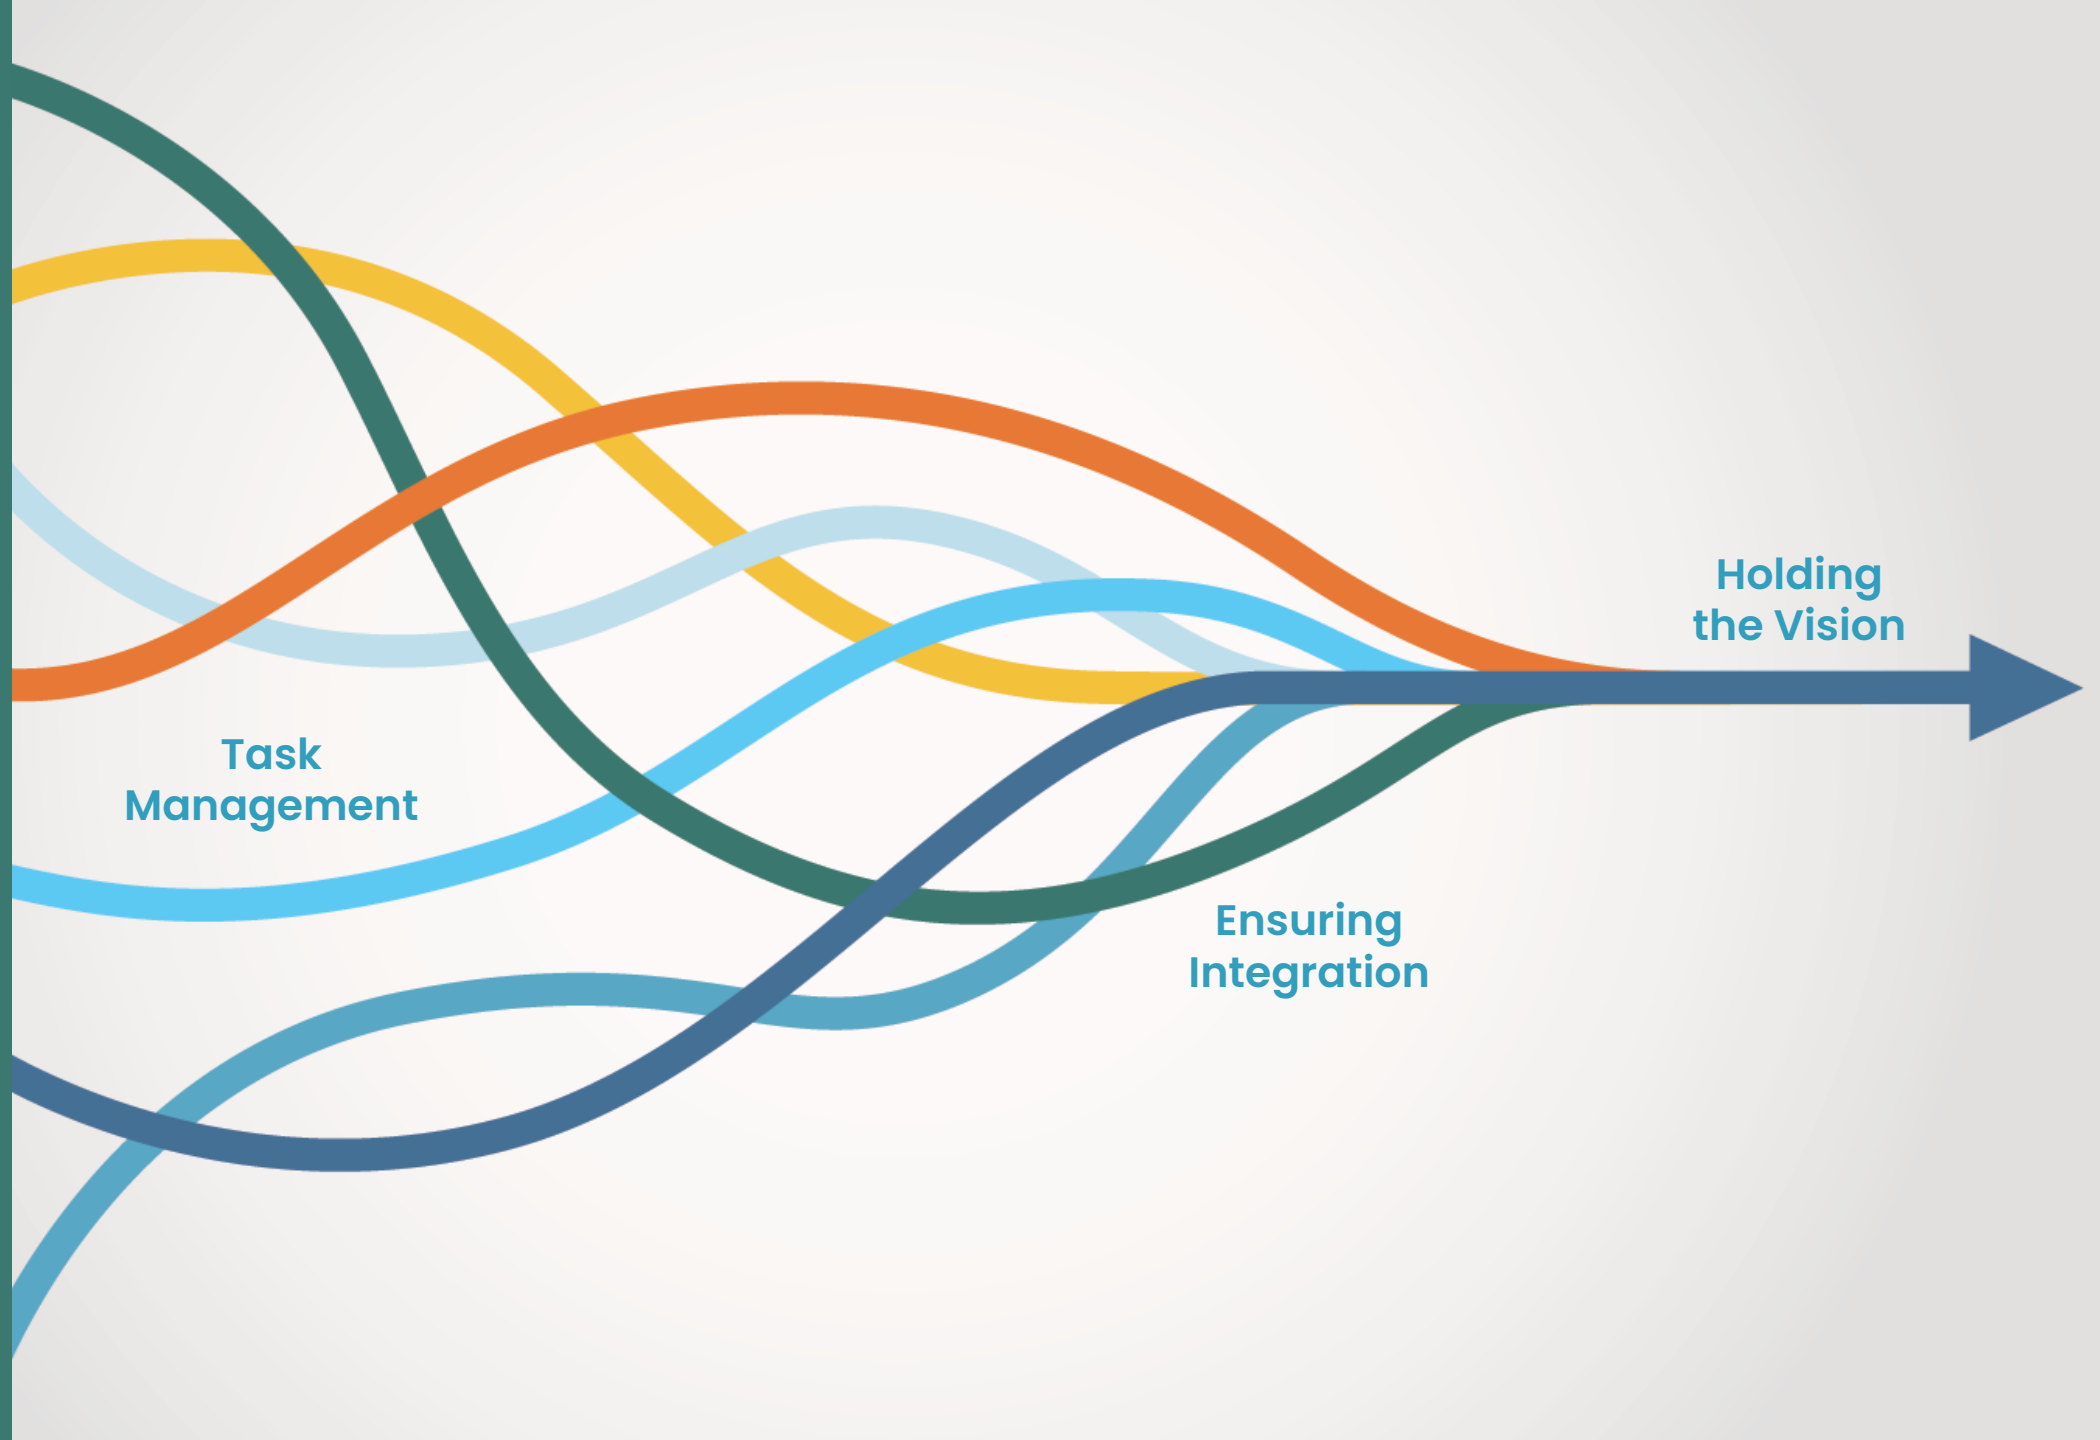 Holding
the Vision
Task
Management
Ensuring
Integration